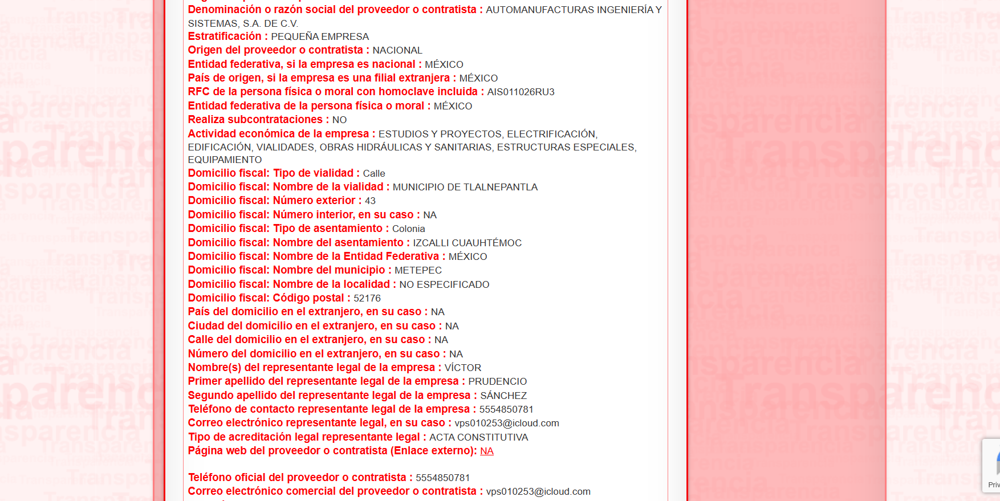 Denominación o razón social del proveedor o contratista : AUTOMANUFACTURAS INGENIERÍA Y
SISTEMAS, S.A. DE C.V.
Estratificación : PEQUEÑA EMPRESA
Origen del proveedor o contratista : NACIONAL
Entidad federativa, si la empresa es nacional : MÉXICO
País de origen, si la empresa es una filial extranjera : MÉXICO
RFC de la persona física o moral con homoclave incluida : AIS011026RU3
Entidad federativa de la persona física o moral : MÉXICO
Realiza subcontrataciones : NO
Actividad económica de la empresa : ESTUDIOS Y PROYECTOS, ELECTRIFICACIÓN,
EDIFICACIÓN, VIALIDADES, OBRAS HIDRÁULICAS Y SANITARIAS, ESTRUCTURAS ESPECIALES,
EQUIPAMIENTO
Domicilio fiscal: Tipo de vialidad : Calle
Domicilio fiscal: Nombre de la vialidad : MUNICIPIO DE TLALNEPANTLA
Domicilio fiscal: Número exterior : 43
Domicilio fiscal: Número interior, en su caso : NA
Domicilio fiscal: Tipo de asentamiento : Colonia
Domicilio fiscal: Nombre del asentamiento : IZCALLI CUAUHTÉMOC
Domicilio fiscal: Nombre de la Entidad Federativa : MÉXICO
Domicilio fiscal: Nombre del municipio : METEPEC
Domicilio fiscal: Nombre de la localidad : NO ESPECIFICADO
Domicilio fiscal: Código postal : 52176
País del domicilio en el extranjero, en su caso : NA
Ciudad del domicilio en el extranjero, en su caso : NA
Calle del domicilio en el extranjero, en su caso : NA
Número del domicilio en el extranjero, en su caso : NA
Nombre(s) del representante legal de la empresa : VÍCTOR
Primer apellido del representante legal de la empresa : PRUDENCIO
Segundo apellido del representante legal de la empresa : SÁNCHEZ
Teléfono de contacto representante legal de la empresa : 5554850781
Correo electrónico representante legal, en su caso : vps010253@icloud.com
Tipo de acreditación legal representante legal : ACTA CONSTITUTIVA
Página web del proveedor o contratista (Enlace externo): NA
Teléfono oficial del proveedor o contratista : 5554850781
Correo electrónico comercial del proveedor o contratista : vps010253@icloud.com